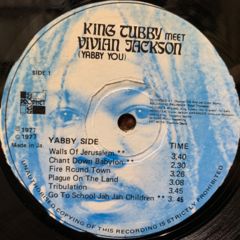 KING TUBBY MEET
VIVIAN JACKSON
(YABBY YOU)
SIDE 1
℗ 1977
© 1977
Made in Ja
YABBY SIDE TIME
Walls Of Jerusalem ** 3.40
Chant Down Babylon ** 2.30
Fire Round Town 3.26
Plague On The Land 3.08
Tribulation 3.45
Go To School Jah Jah Children ** 3.45
UNAUTHORISED COPYING OF THIS RECORDING IS STRICTLY PROHIBITED